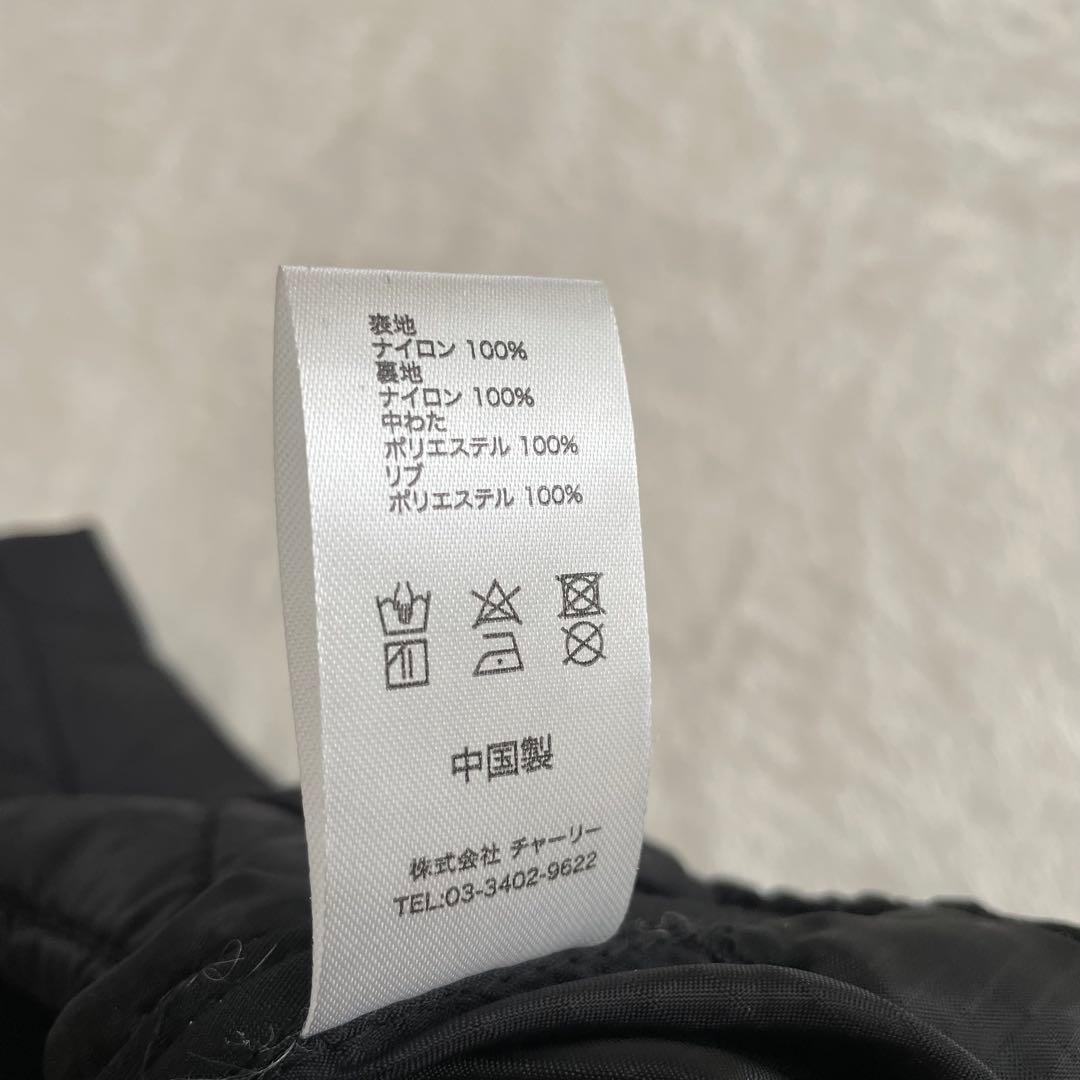 表地
ナイロン 100%
裏地
ナイロン 100%
中わた
ポリエステル 100%
リブ
ポリエステル 100%
中国製
株式会社 チャーリー
TEL:03-3402-9622